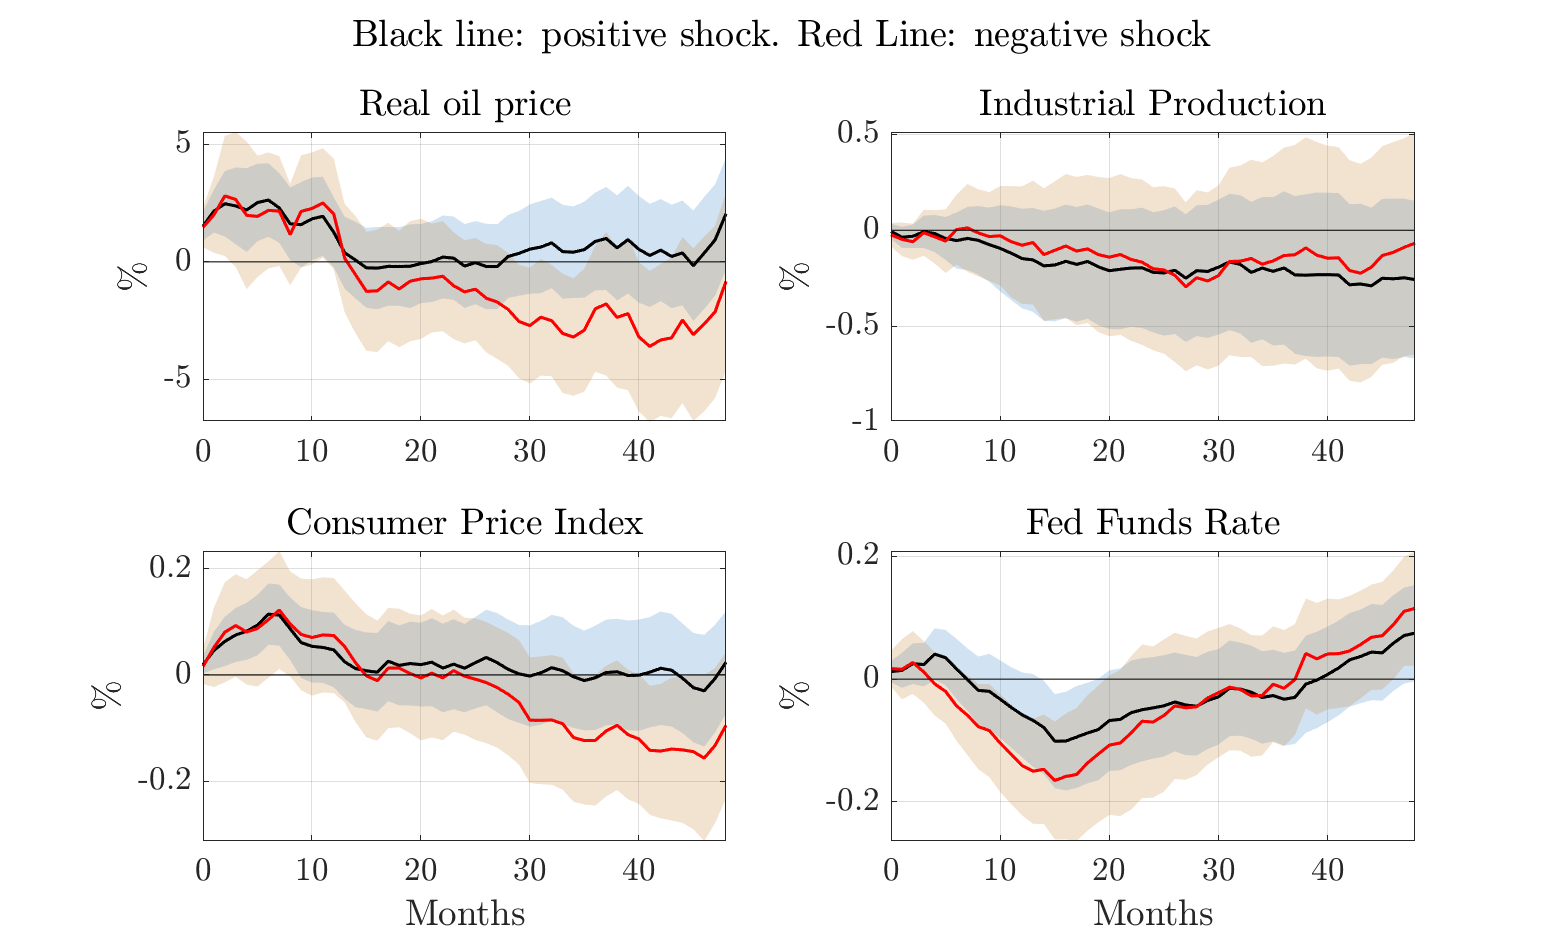 Black line: positive shock. Red Line: negative shock
Real oil price
Industrial Production
5
0
-5
%
0 10 20 30 40
0.5
0
-0.5
-1
%
0 10 20 30 40
Consumer Price Index
Fed Funds Rate
0.2
0
-0.2
%
0 10 20 30 40
Months
0.2
0
-0.2
%
0 10 20 30 40
Months